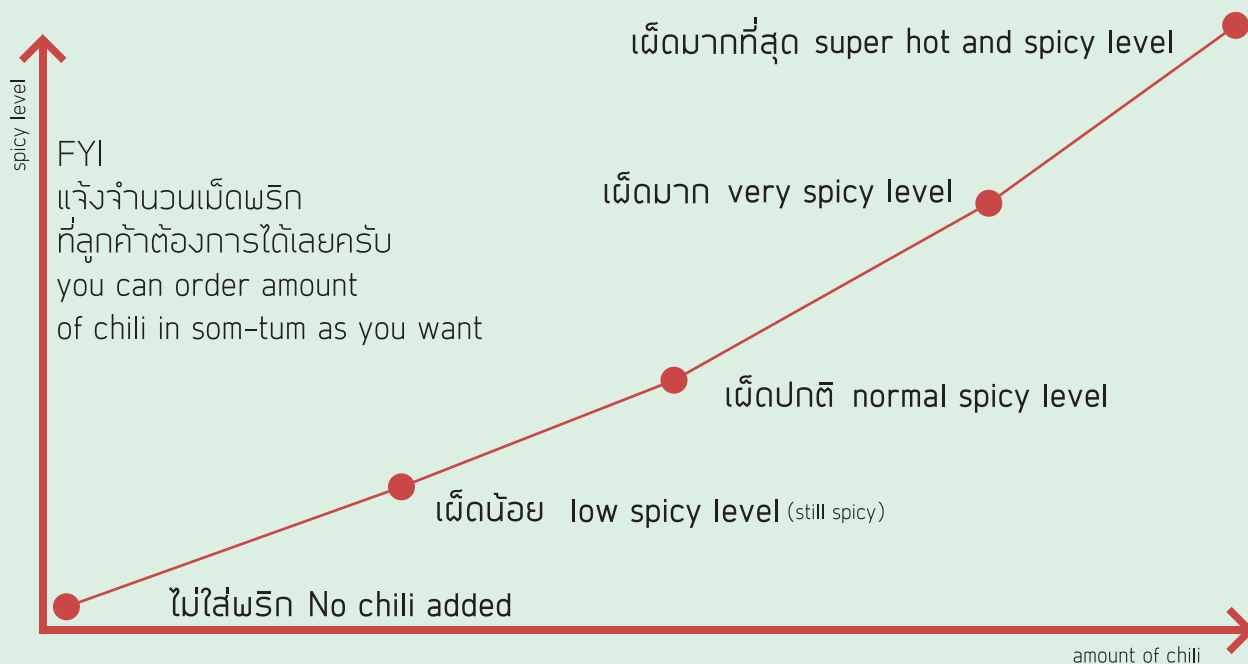 เผ็ดมากที่สุด super hot and spicy level
spicy level
FYI
แจ้งจำนวนเม็ดพริก
ที่ลูกค้าต้องการได้เลยครับ
you can order amount
of chili in som-tum as you want
เผ็ดมาก very spicy level
เผ็ดปกติ normal spicy level
เผ็ดน้อย low spicy level (still spicy)
ไม่ใส่พริก No chili added
amount of chili